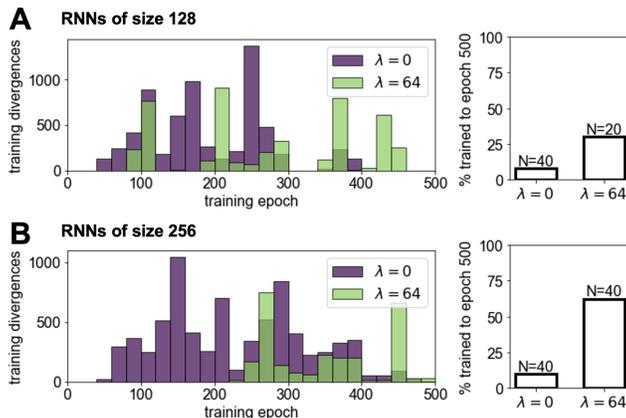 A RNNs of size 128
training divergences
1000
500
0
0 100 200 300 400 500
training epoch
λ = 0
λ = 64
% trained to epoch 500
100
75
50
25
0
N=40
N=20
λ = 0 λ = 64
B RNNs of size 256
training divergences
1000
500
0
0 100 200 300 400 500
training epoch
λ = 0
λ = 64
% trained to epoch 500
100
75
50
25
0
N=40
N=40
λ = 0 λ = 64